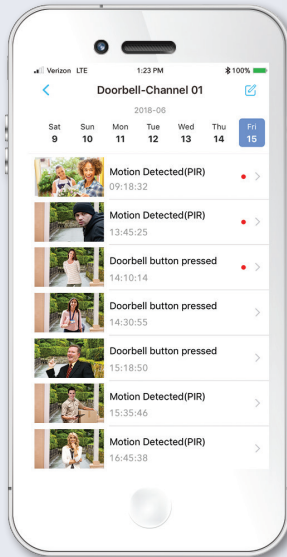 Verizon LTE 1:23 PM 100%
Doorbell-Channel 01
2018-06
Sat Sun Mon Tue Wed Thu Fri
9 10 11 12 13 14 15
Motion Detected(PIR)
09:18:32
Motion Detected(PIR)
13:45:25
Doorbell button pressed
14:10:14
Doorbell button pressed
14:30:55
Doorbell button pressed
15:18:50
Motion Detected(PIR)
15:35:46
Motion Detected(PIR)
16:45:38